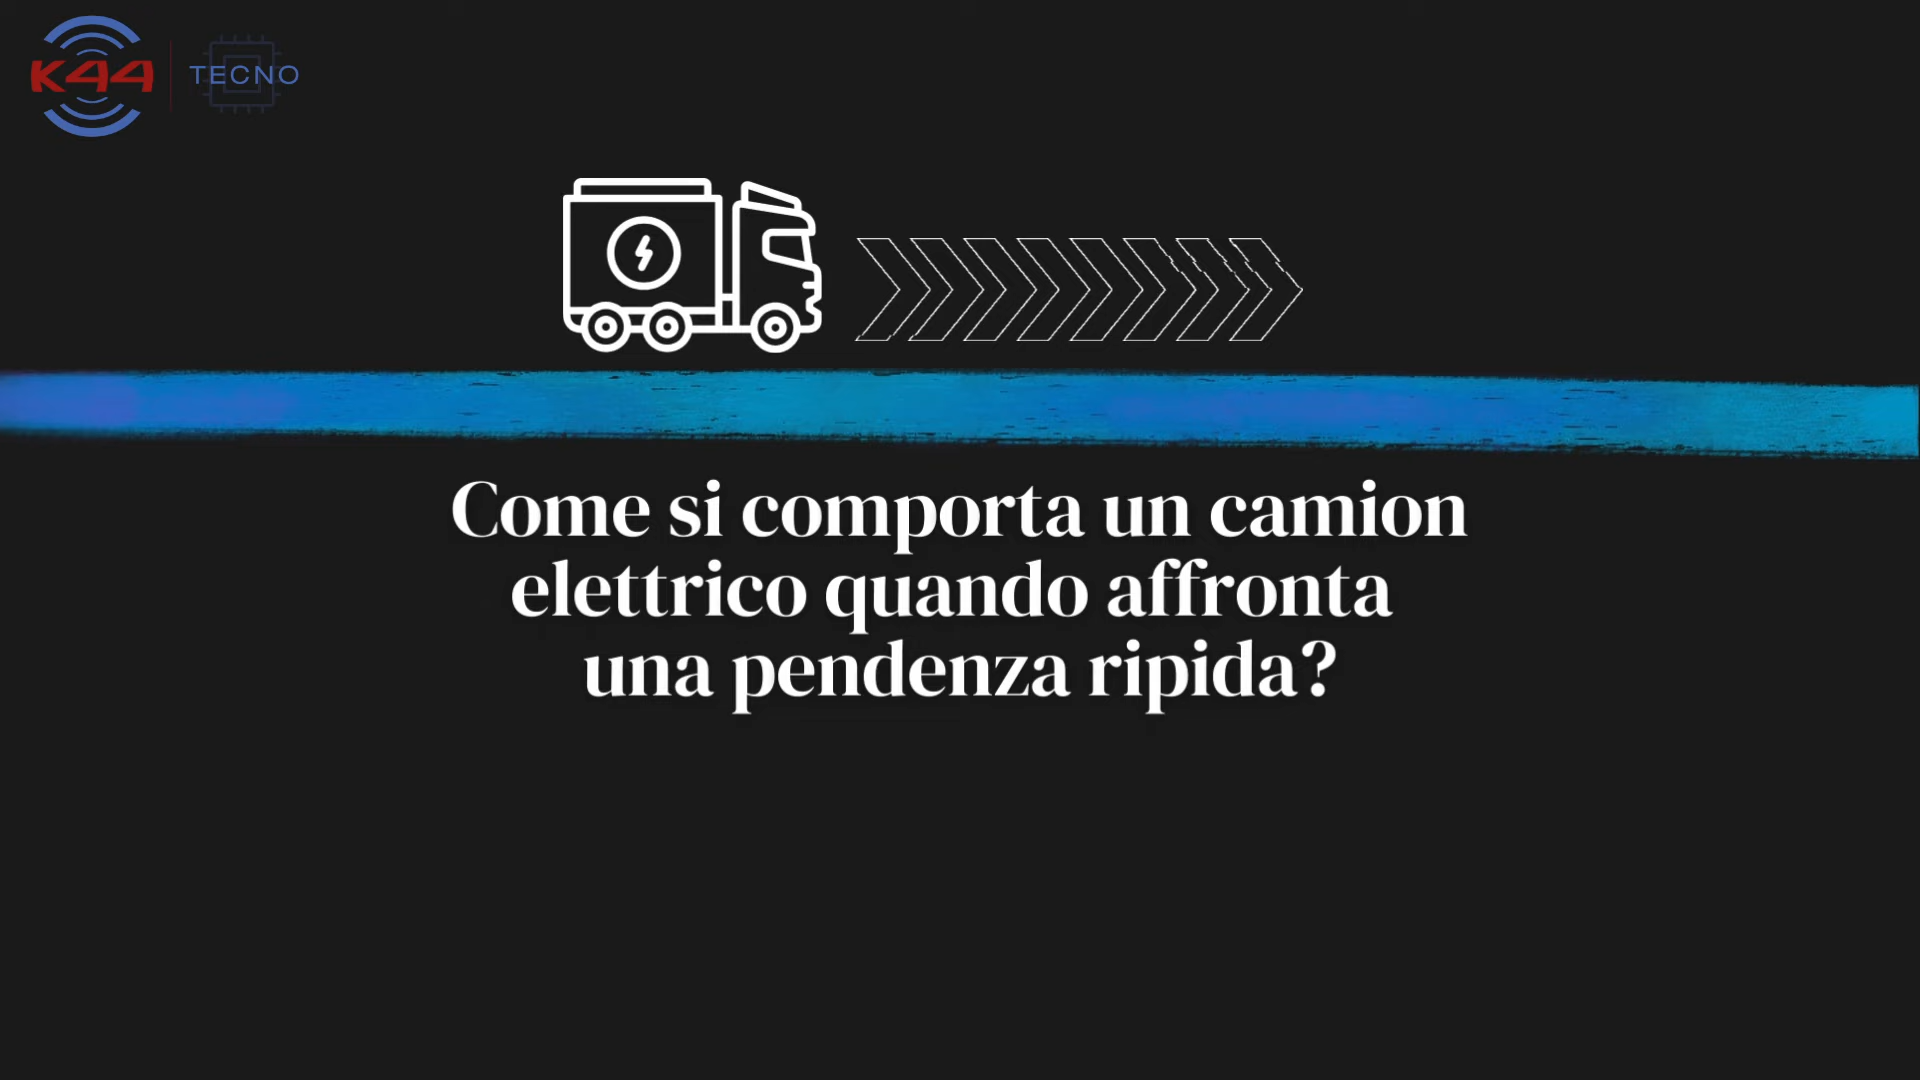 K44
TECNO
Come si comporta un camion
elettrico quando affronta
una pendenza ripida?